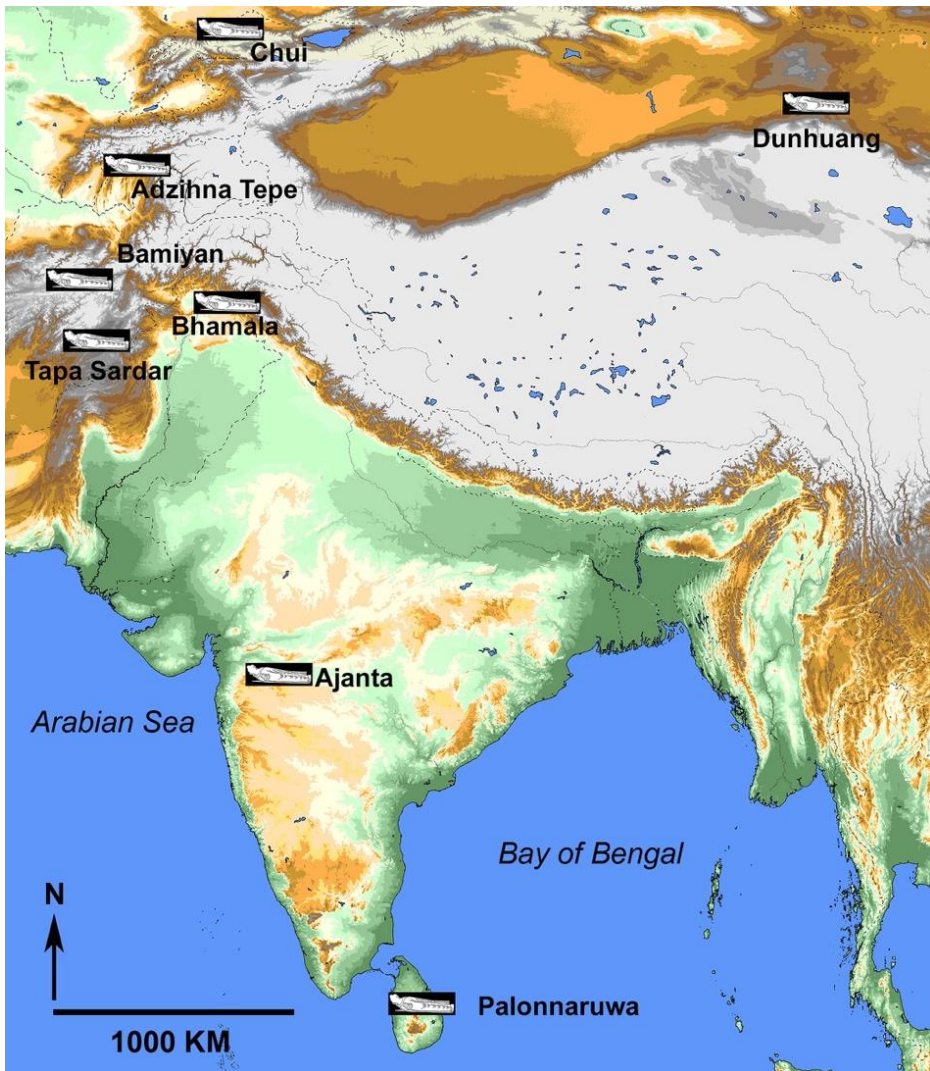 Chui
Dunhuang
Adzihna Tepe
Bamiyan
Bhamala
Tapa Sardar
Ajanta
Arabian Sea
Bay of Bengal
N
Palonnaruwa
1000 KM